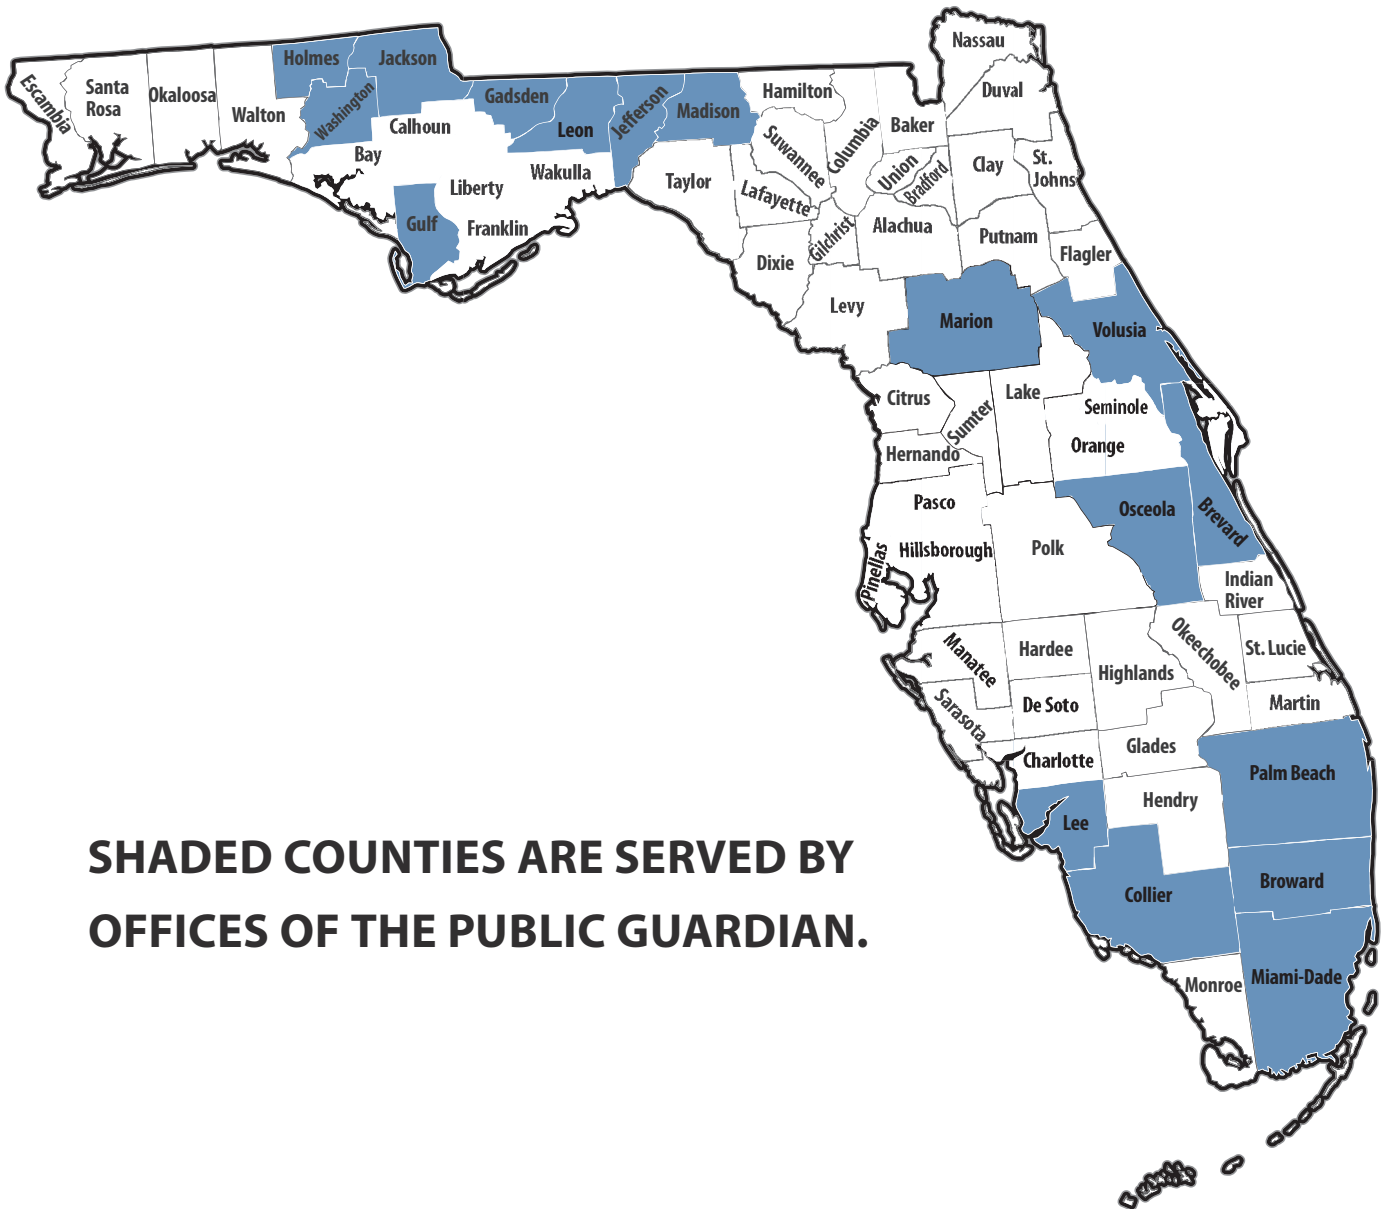 Nassau
Holmes
Jackson
Escambia
Santa
Rosa
Okaloosa
Walton
Washington
Calhoun
Gadsden
Leon
Jefferson
Madison
Hamilton
Duval
Baker
Columbia
Suwannee
Union
Bradford
Clay
St.
Johns
Bay
Liberty
Wakulla
Taylor
Lafayette
Gulf
Franklin
Gilchrist
Alachua
Putnam
Flagler
Dixie
Levy
Marion
Volusia
Citrus
Sumter
Lake
Seminole
Orange
Hernando
Pasco
Osceola
Brevard
Hillsborough
Pinellas
Polk
Indian
River
Manatee
Hardee
Highlands
Okeechobee
St. Lucie
Sarasota
De Soto
Martin
Charlotte
Glades
Palm Beach
Hendry
Lee
Collier
Broward
Monroe
Miami-Dade
SHADED COUNTIES ARE SERVED BY
OFFICES OF THE PUBLIC GUARDIAN.